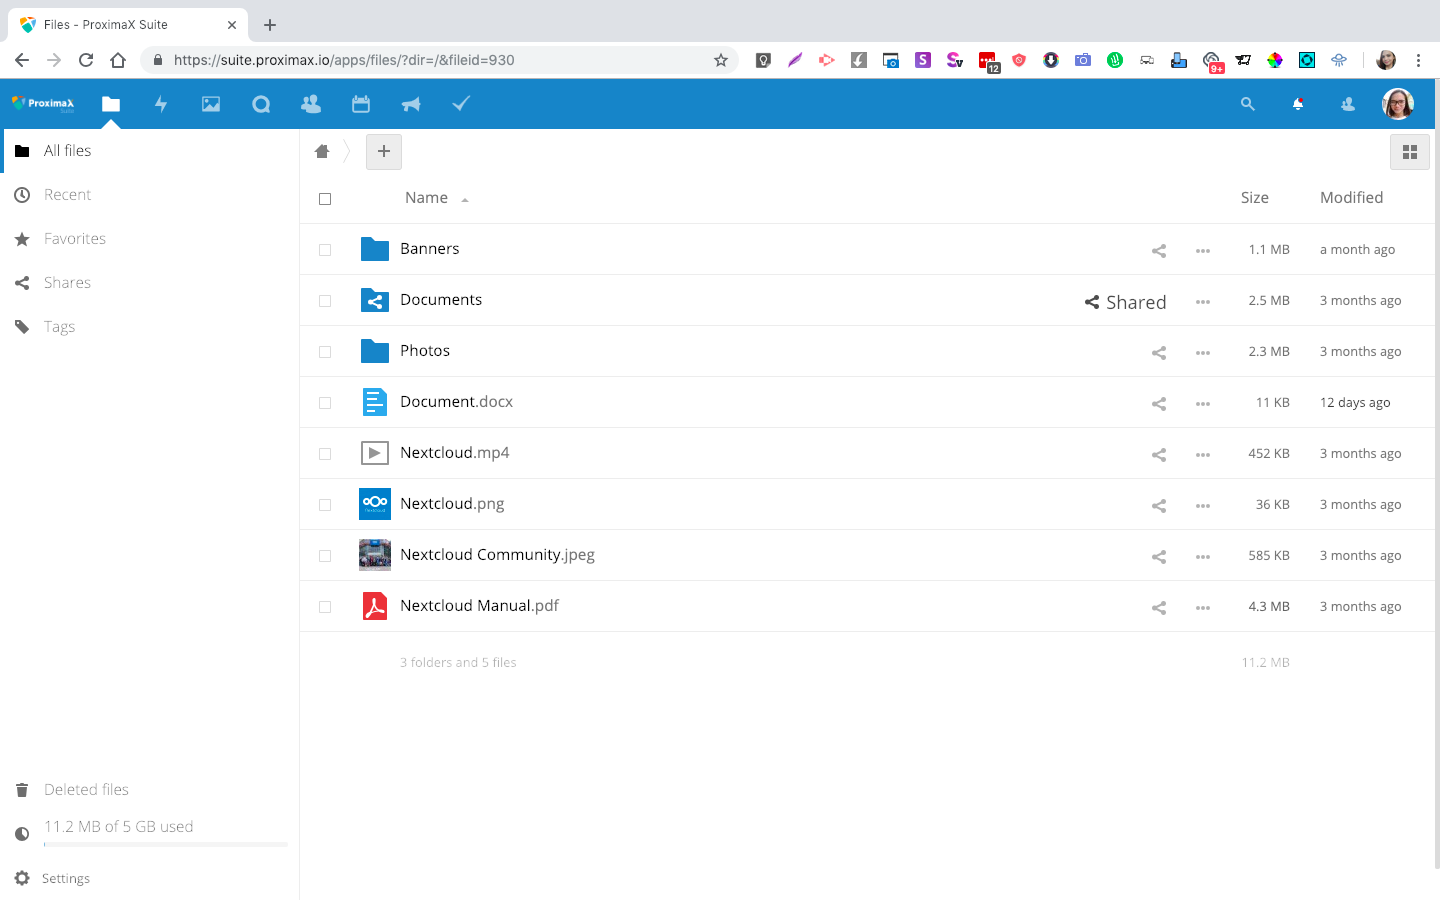 Files - ProximaX Suite
https://suite.proximax.io/apps/files/?dir=/&fileid=930
12
9+
ProximaX
Suite
All files
Recent
Favorites
Shares
Tags
Name
Size
Modified
Banners
1.1 MB
a month ago
Documents
Shared
2.5 MB
3 months ago
Photos
2.3 MB
3 months ago
Document.docx
11 KB
12 days ago
Nextcloud.mp4
452 KB
3 months ago
Nextcloud.png
36 KB
3 months ago
Nextcloud Community.jpeg
585 KB
3 months ago
Nextcloud Manual.pdf
4.3 MB
3 months ago
3 folders and 5 files
11.2 MB
Deleted files
11.2 MB of 5 GB used
Settings